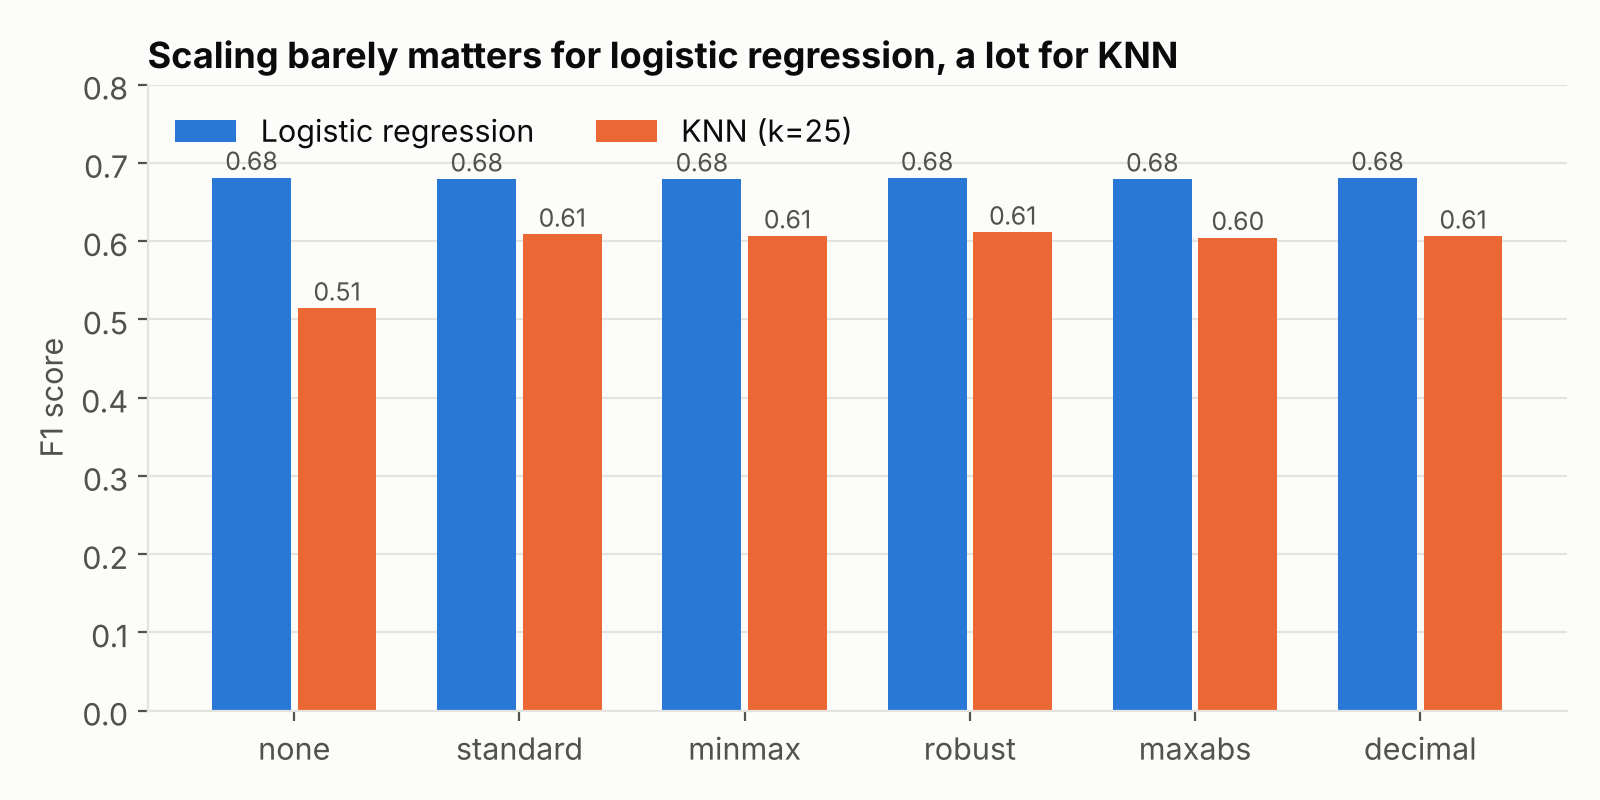 Scaling barely matters for logistic regression, a lot for KNN
Logistic regression KNN (k=25)
0.8
0.7
0.6
0.5
0.4
0.3
0.2
0.1
0.0
F1 score
0.68 0.51 0.68 0.61 0.68 0.61 0.68 0.61 0.68 0.60 0.68 0.61
none standard minmax robust maxabs decimal